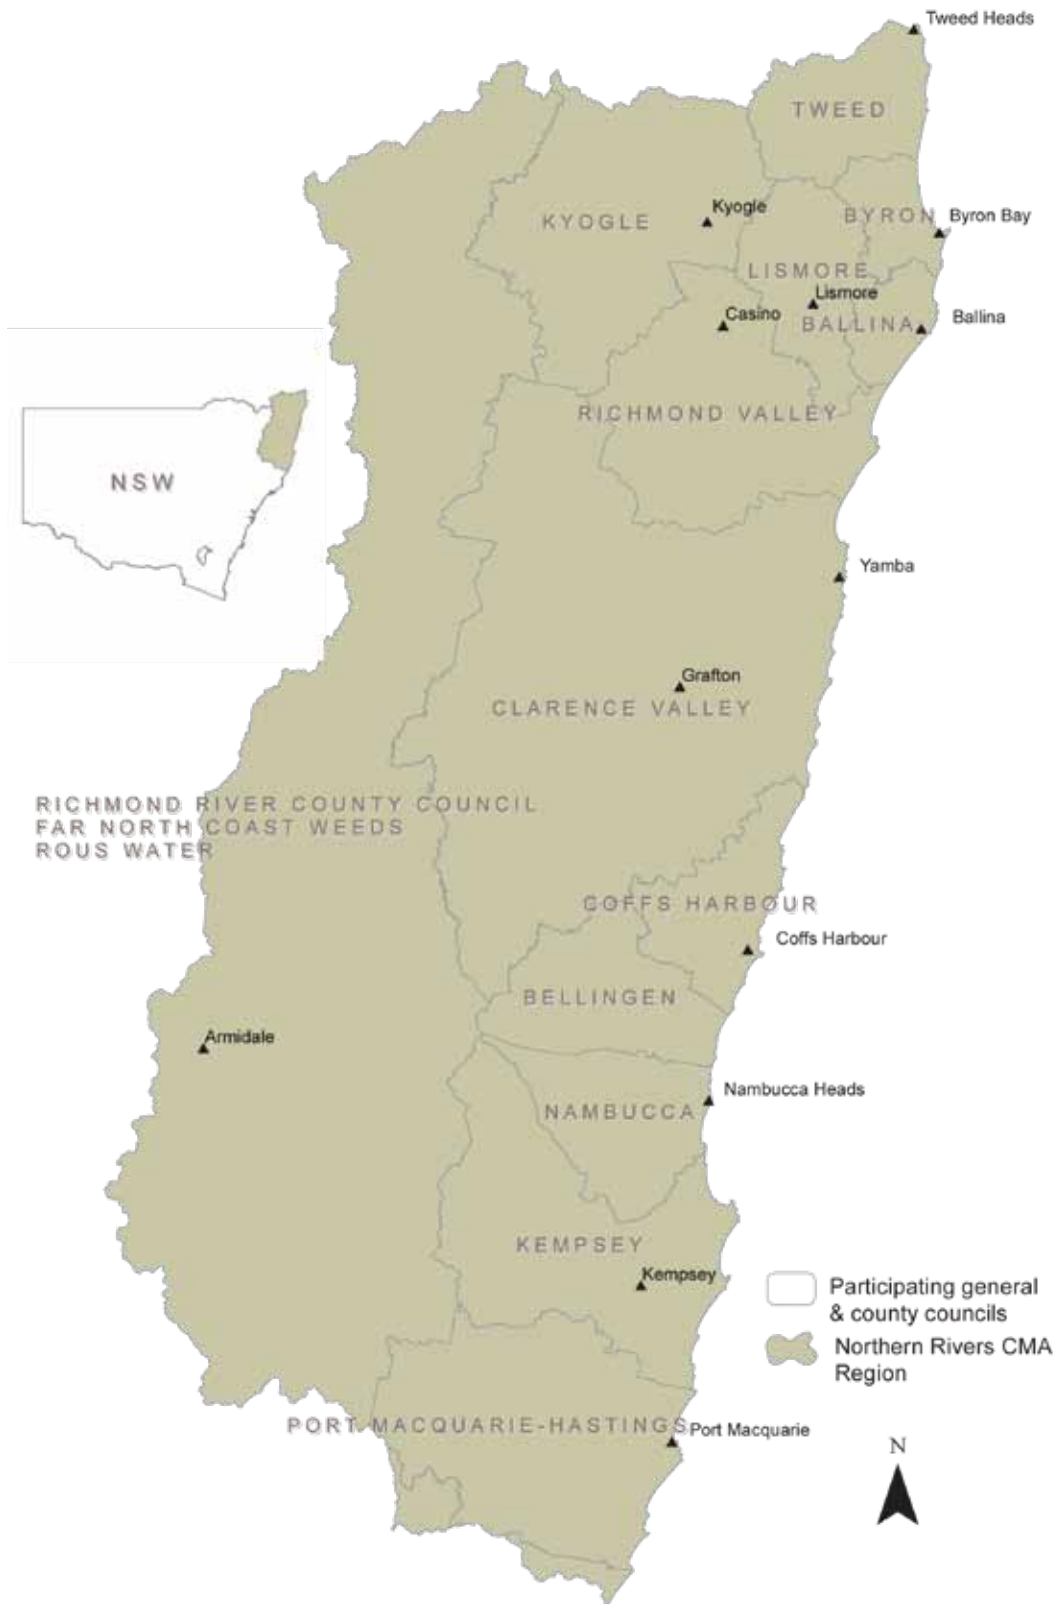 Tweed Heads
TWEED
Kyogle
KYOGLE
BYRON
Byron Bay
LISMORE
Lismore
Casino
BALLINA
Ballina
RICHMOND VALLEY
NSW
Yamba
Grafton
CLARENCE VALLEY
RICHMOND RIVER COUNTY COUNCIL
FAR NORTH COAST WEEDS
ROUS WATER
COFFS HARBOUR
Coffs Harbour
BELLINGEN
Armidale
Nambucca Heads
NAMBUCCA
KEMPSEY
Kempsey
Participating general
& county councils
Northern Rivers CMA
Region
PORT MACQUARIE-HASTINGS
Port Macquarie
N